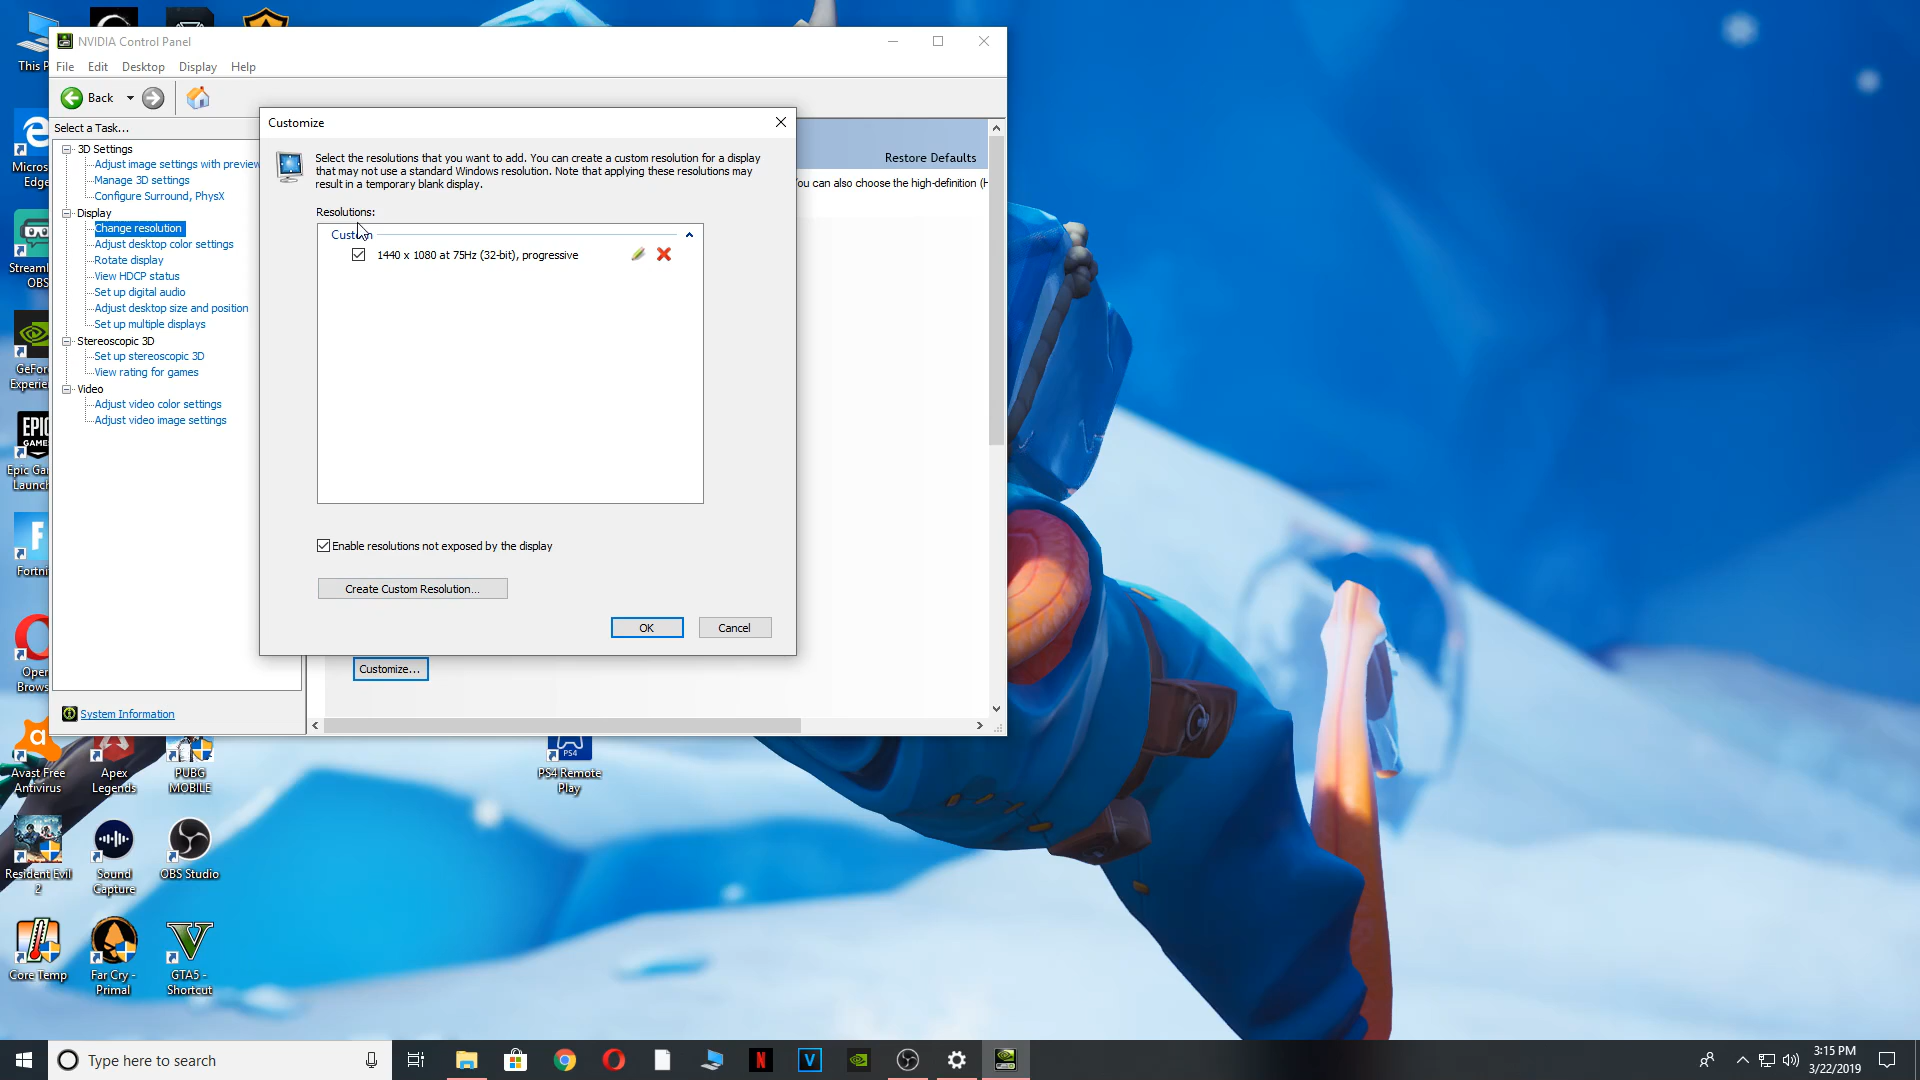 This P
NVIDIA Control Panel
File Edit Desktop Display Help
Back
Select a Task...
3D Settings
Adjust image settings with preview
Manage 3D settings
Configure Surround, PhysX
Display
Change resolution
Adjust desktop color settings
Rotate display
View HDCP status
Set up digital audio
Adjust desktop size and position
Set up multiple displays
Stereoscopic 3D
Set up stereoscopic 3D
View rating for games
Video
Adjust video color settings
Adjust video image settings
System Information
Customize
Select the resolutions that you want to add. You can create a custom resolution for a display
that may not use a standard Windows resolution. Note that applying these resolutions may
result in a temporary blank display.
Resolutions:
Custom
1440 x 1080 at 75Hz (32-bit), progressive
Enable resolutions not exposed by the display
Create Custom Resolution...
OK
Cancel
Restore Defaults
You can also choose the high-definition (H
Customize...
Micros
Edge
Streaml
OBS
GeFor
Experie
EPIC
GAME
Epic Ga
Launch
Fortni
Oper
Brows
Avast Free
Antivirus
Apex
Legends
PUBG
MOBILE
PS4
PS4 Remote
Play
Resident Evil
2
Sound
Capture
OBS Studio
Core Temp
Far Cry -
Primal
GTA5 -
Shortcut
Type here to search
3:15 PM
3/22/2019